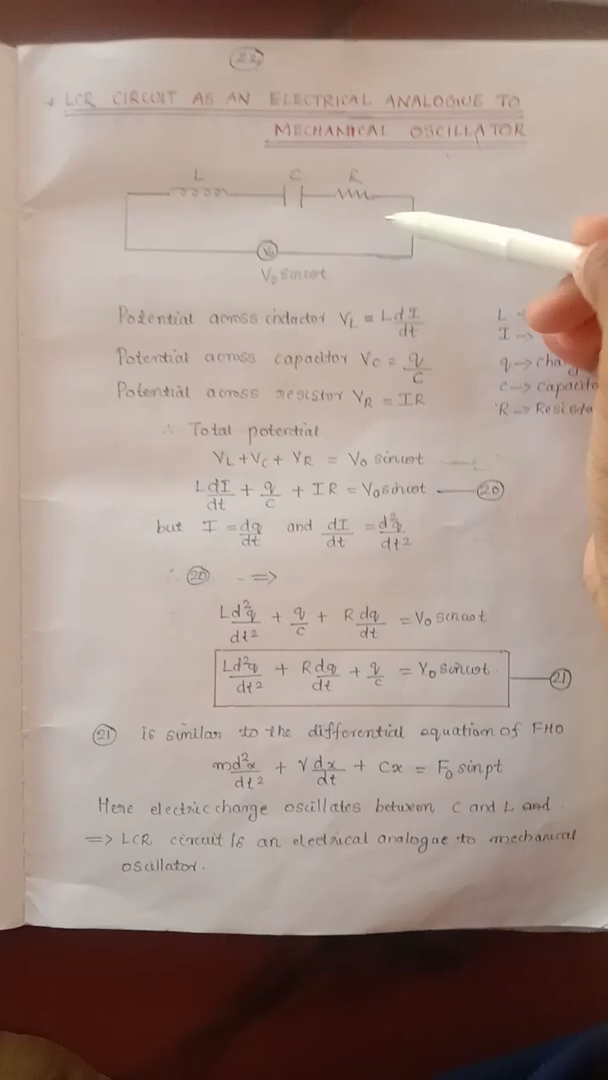 22
LCR CIRCUIT AS AN ELECTRICAL ANALOGUE TO
MECHANICAL OSCILLATOR
L C R
V₀
V₀ sinωt
Potential across inductor V_L = L dI/dt L →
I →
Potential across capacitor V_C = q/C q → charg
C → capacito
Potential across resistor V_R = IR R → Resista
∴ Total potential
V_L + V_C + V_R = V₀ sinωt
L dI/dt + q/C + IR = V₀ sinωt — 20
but I = dq/dt and dI/dt = d²q/dt²
∴ 20 ⇒
L d²q/dt² + q/C + R dq/dt = V₀ sinωt
L d²q/dt² + R dq/dt + q/C = V₀ sinωt — 21
21 is similar to the differential equation of FHO
m d²x/dt² + γ dx/dt + Cx = F₀ sinpt
Here electric charge oscillates between C and L and
⇒ LCR circuit is an electrical analogue to mechanical
oscillator.